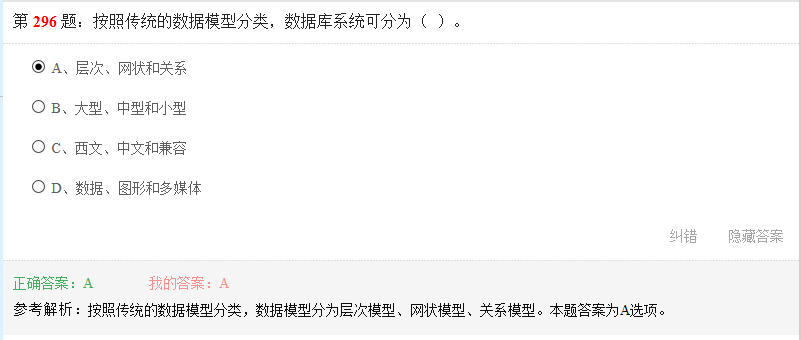 第 296 题：按照传统的数据模型分类，数据库系统可分为（ ）。
A、层次、网状和关系
B、大型、中型和小型
C、西文、中文和兼容
D、数据、图形和多媒体
纠错 隐藏答案
正确答案：A 我的答案：A
参考解析：按照传统的数据模型分类，数据模型分为层次模型、网状模型、关系模型。本题答案为A选项。